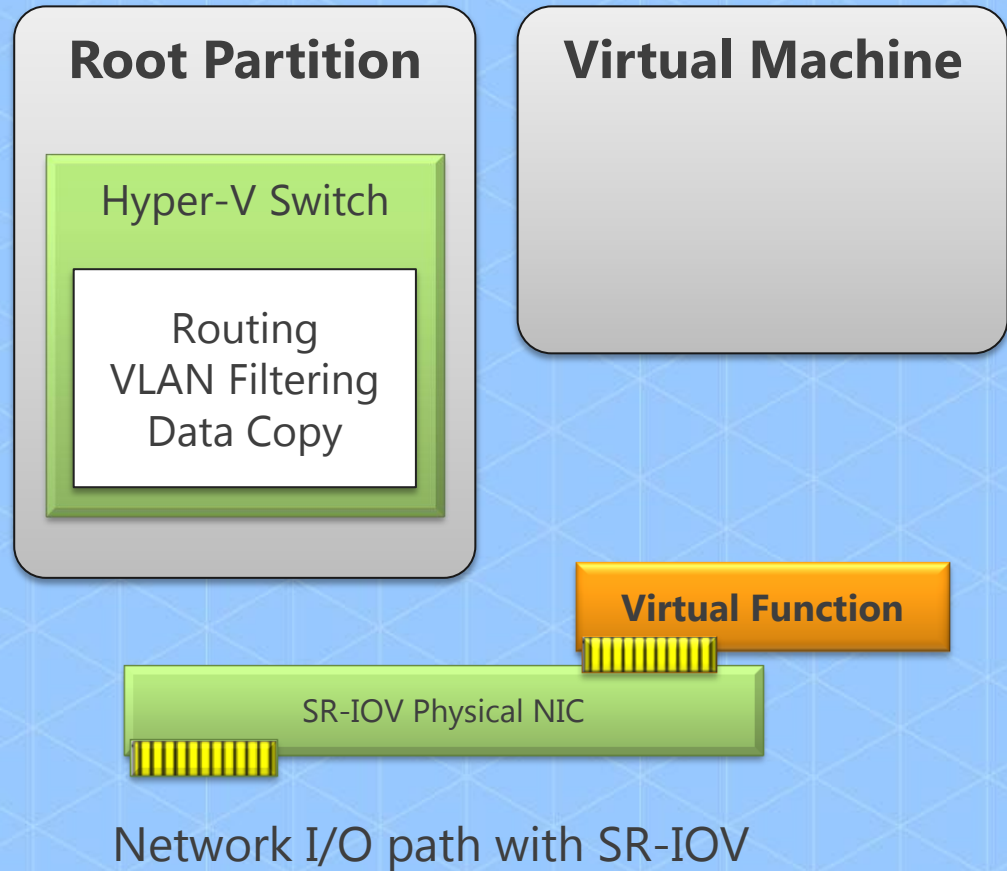 Root Partition
Hyper-V Switch
Routing
VLAN Filtering
Data Copy
Virtual Machine
Virtual Function
SR-IOV Physical NIC
Network I/O path with SR-IOV